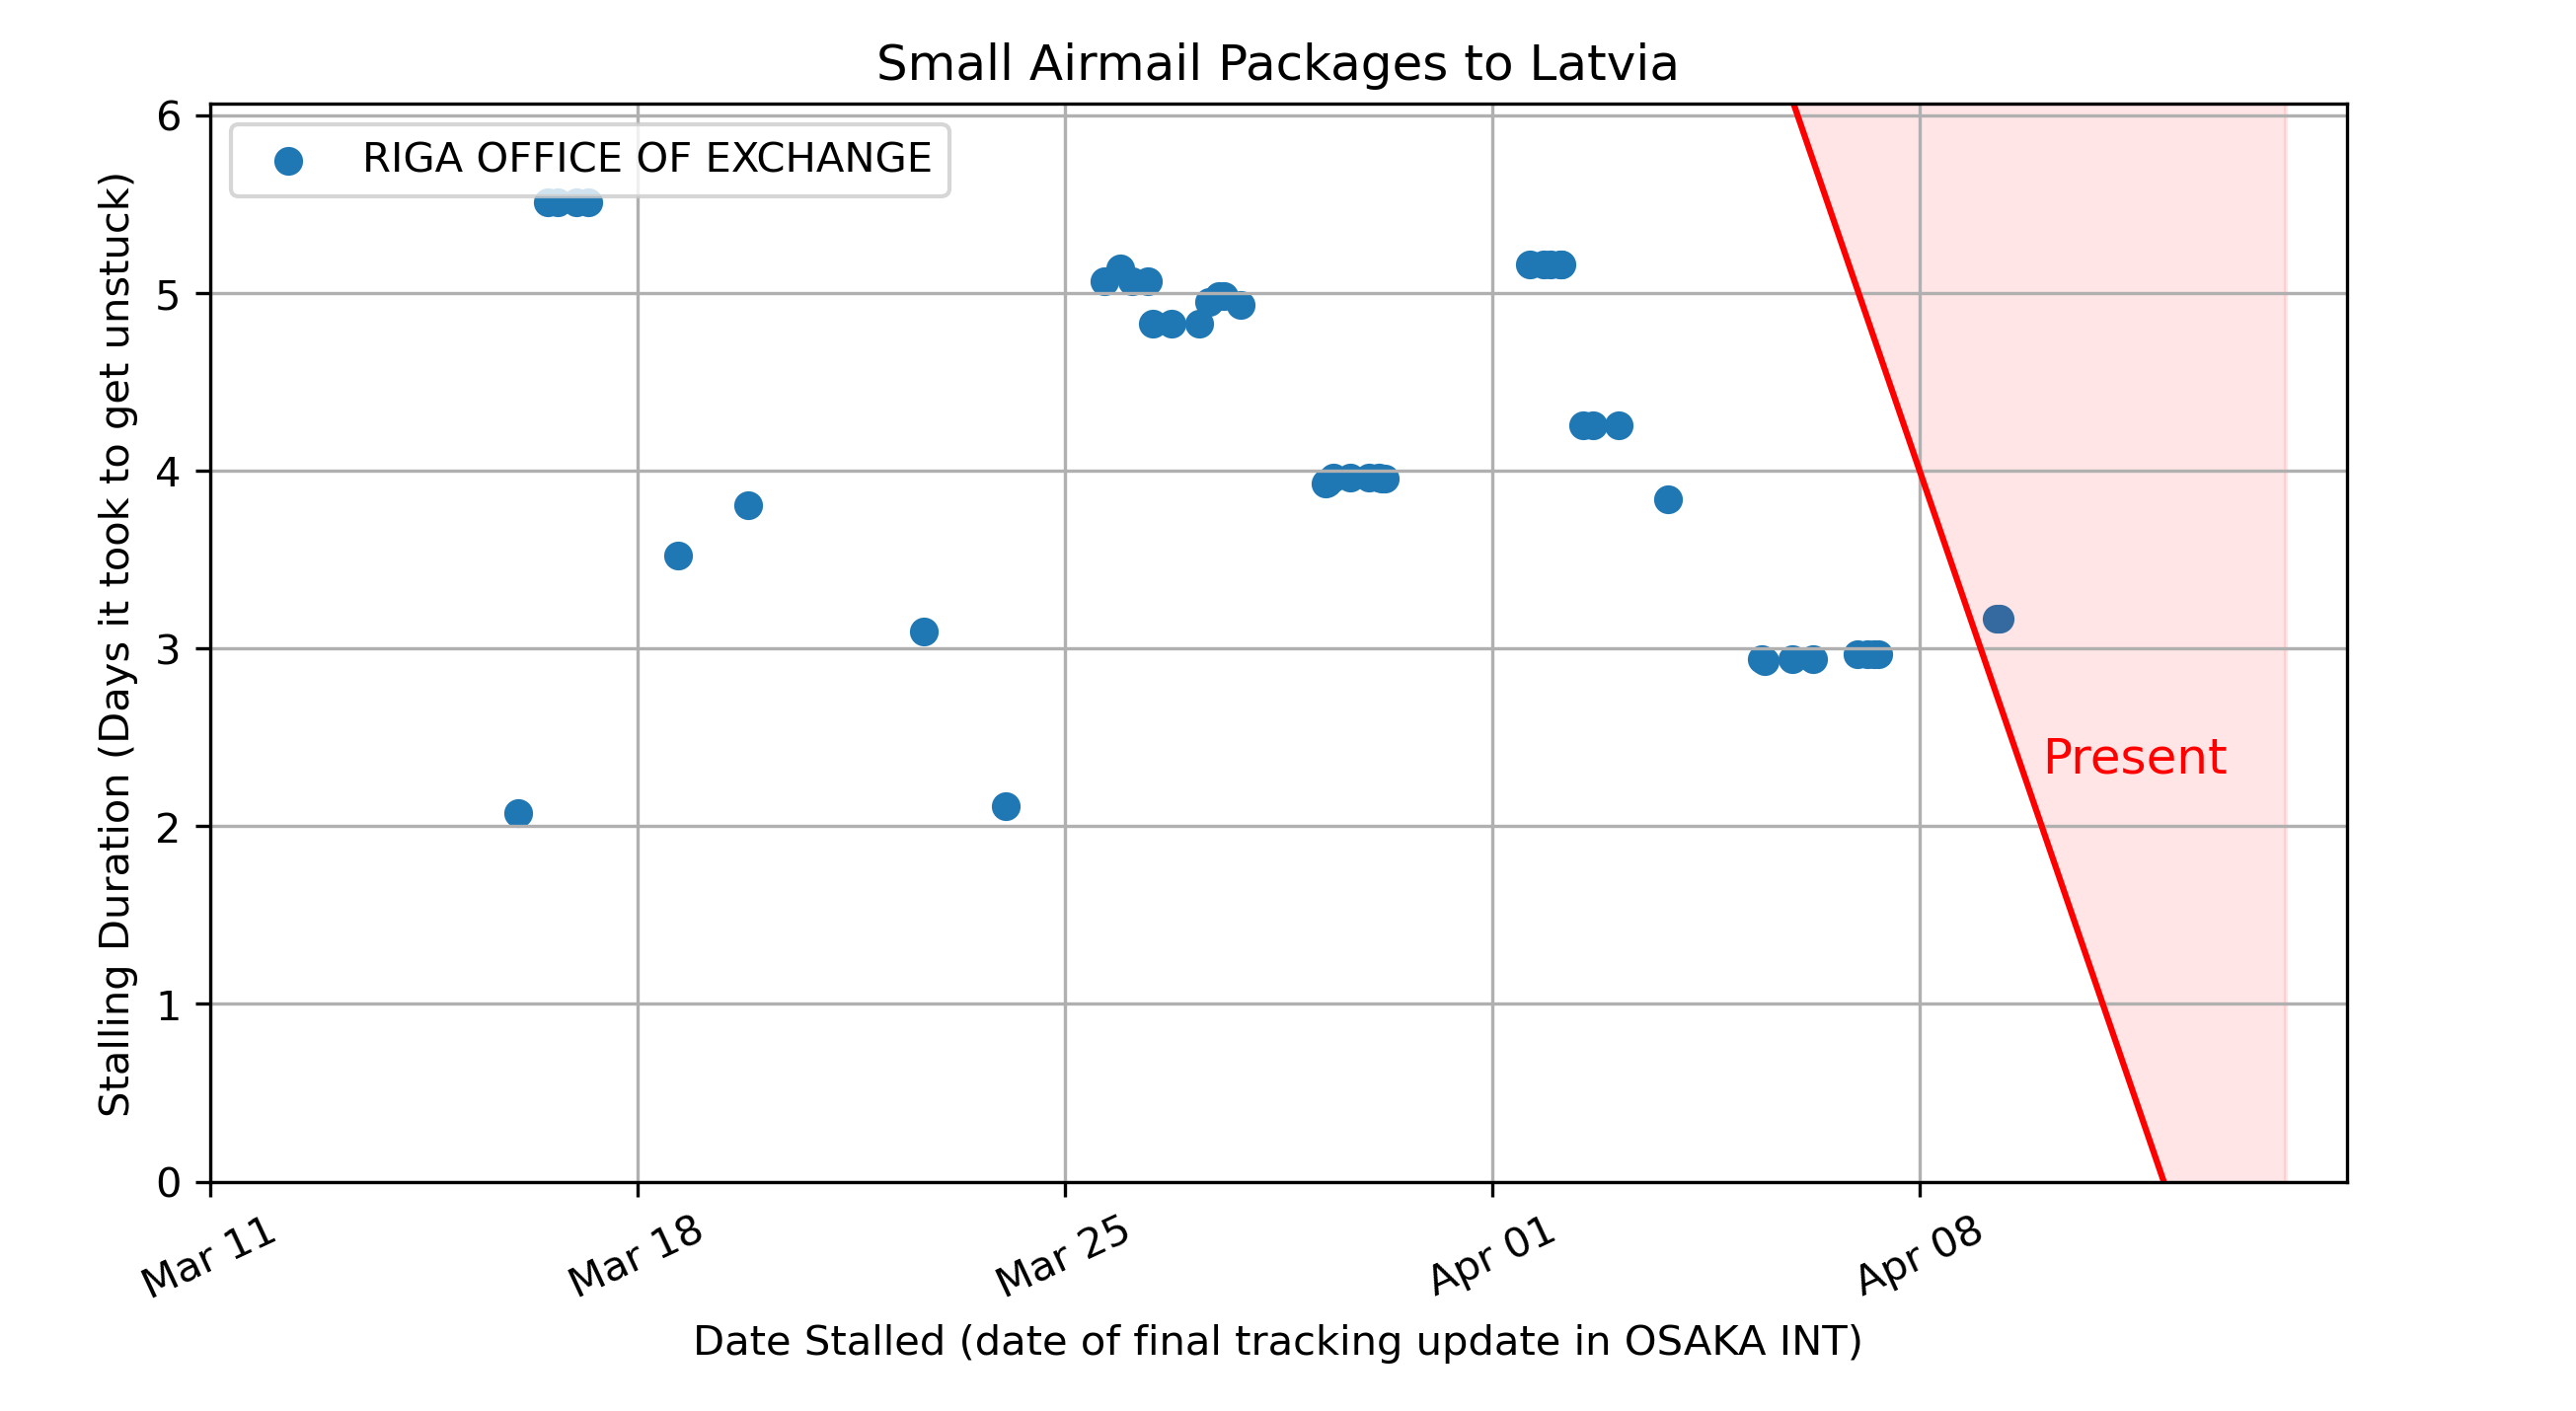 Small Airmail Packages to Latvia
RIGA OFFICE OF EXCHANGE
Stalling Duration (Days it took to get unstuck)
6
5
4
3
2
1
0
Present
Mar 11
Mar 18
Mar 25
Apr 01
Apr 08
Date Stalled (date of final tracking update in OSAKA INT)